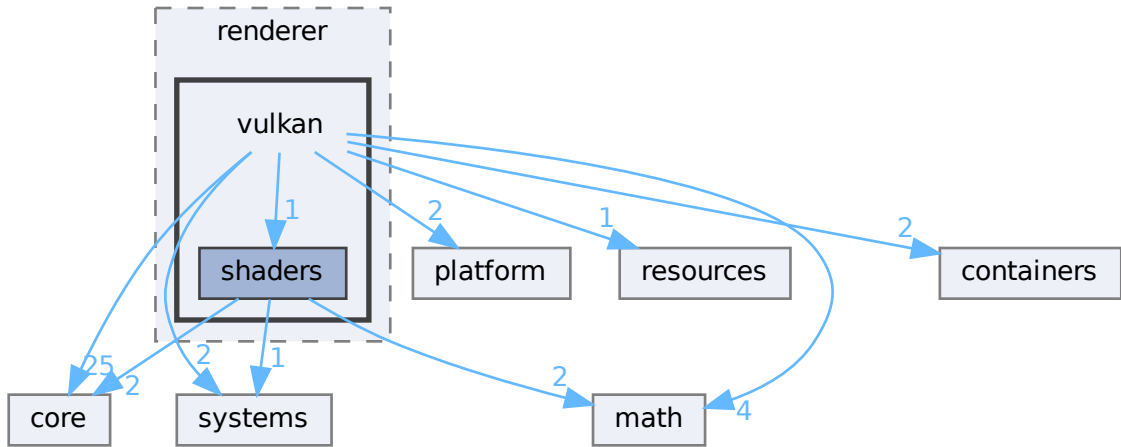 renderer
vulkan
1
2
1
2
shaders
platform
resources
containers
25
2
2
1
2
4
core
systems
math